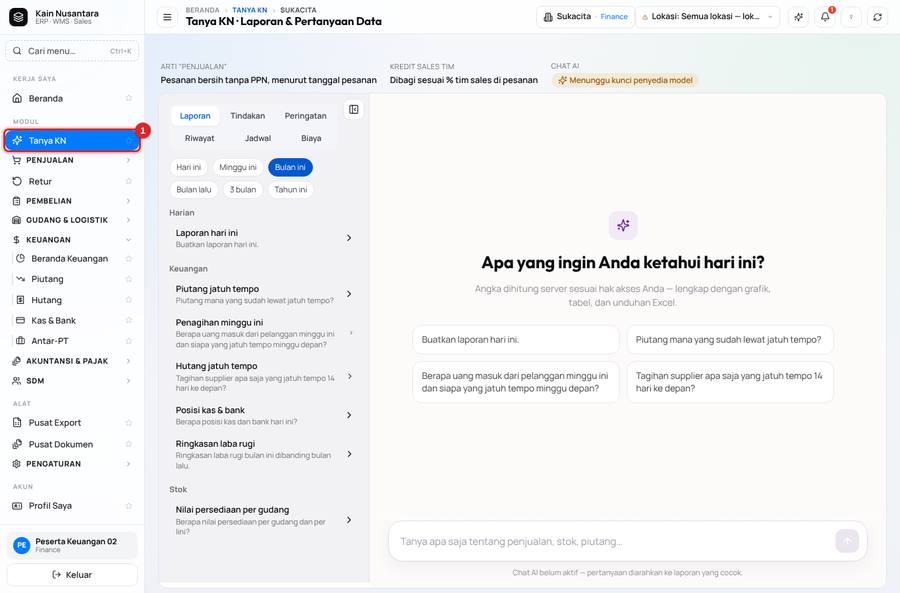 Kain Nusantara
ERP · WMS · Sales
Cari menu...
Ctrl+K
KERJA SAYA
Beranda
MODUL
Tanya KN
1
PENJUALAN
Retur
PEMBELIAN
GUDANG & LOGISTIK
KEUANGAN
Beranda Keuangan
Piutang
Hutang
Kas & Bank
Antar-PT
AKUNTANSI & PAJAK
SDM
ALAT
Pusat Export
Pusat Dokumen
PENGATURAN
AKUN
Profil Saya
PE
Peserta Keuangan 02
Finance
Keluar
BERANDA › TANYA KN › SUKACITA
Tanya KN · Laporan & Pertanyaan Data
Sukacita · Finance
Lokasi: Semua lokasi — lok...
1
ARTI "PENJUALAN"
Pesanan bersih tanpa PPN, menurut tanggal pesanan
KREDIT SALES TIM
Dibagi sesuai % tim sales di pesanan
CHAT AI
Menunggu kunci penyedia model
Laporan
Tindakan
Peringatan
Riwayat
Jadwal
Biaya
Hari ini
Minggu ini
Bulan ini
Bulan lalu
3 bulan
Tahun ini
Harian
Laporan hari ini
Buatkan laporan hari ini.
Keuangan
Piutang jatuh tempo
Piutang mana yang sudah lewat jatuh tempo?
Penagihan minggu ini
Berapa uang masuk dari pelanggan minggu ini
dan siapa yang jatuh tempo minggu depan?
Hutang jatuh tempo
Tagihan supplier apa saja yang jatuh tempo 14
hari ke depan?
Posisi kas & bank
Berapa posisi kas dan bank hari ini?
Ringkasan laba rugi
Ringkasan laba rugi bulan ini dibanding bulan
lalu.
Stok
Nilai persediaan per gudang
Berapa nilai persediaan per gudang dan per
lini?
Apa yang ingin Anda ketahui hari ini?
Angka dihitung server sesuai hak akses Anda — lengkap dengan grafik,
tabel, dan unduhan Excel.
Buatkan laporan hari ini.
Piutang mana yang sudah lewat jatuh tempo?
Berapa uang masuk dari pelanggan minggu ini
dan siapa yang jatuh tempo minggu depan?
Tagihan supplier apa saja yang jatuh tempo 14
hari ke depan?
Tanya apa saja tentang penjualan, stok, piutang...
Chat AI belum aktif — pertanyaan diarahkan ke laporan yang cocok.